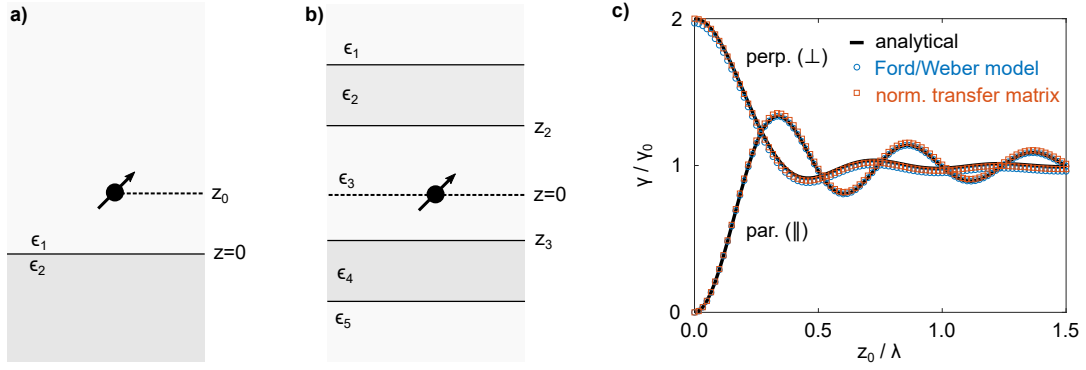 a)
z₀
ϵ₁
z=0
ϵ₂
b)
ϵ₁
ϵ₂
z₂
ϵ₃
z=0
z₃
ϵ₄
ϵ₅
c)
2
1
0
γ / γ₀
perp. (⊥)
analytical
Ford/Weber model
norm. transfer matrix
par. (∥)
0.0
0.5
1.0
1.5
z₀ / λ